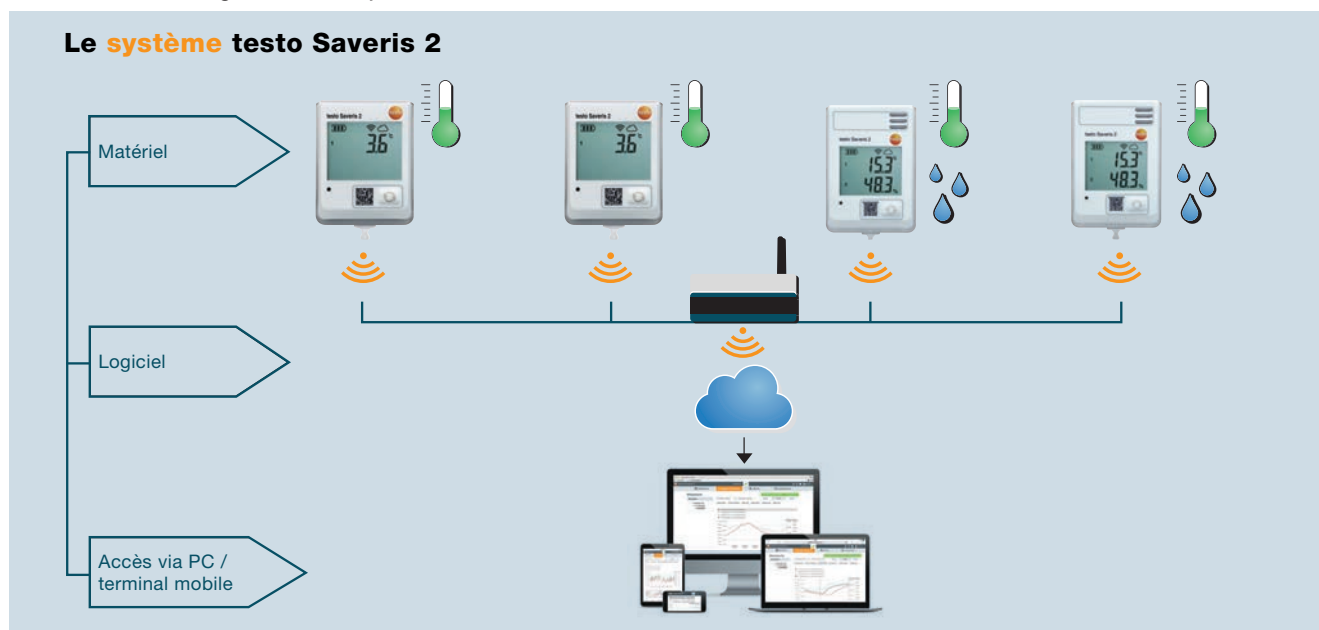 Le système testo Saveris 2
testo Saveris 2
3.6
testo Saveris 2
3.6
testo Saveris 2
15.3
48.3
testo Saveris 2
15.3
48.3
Matériel
Logiciel
Accès via PC /
terminal mobile